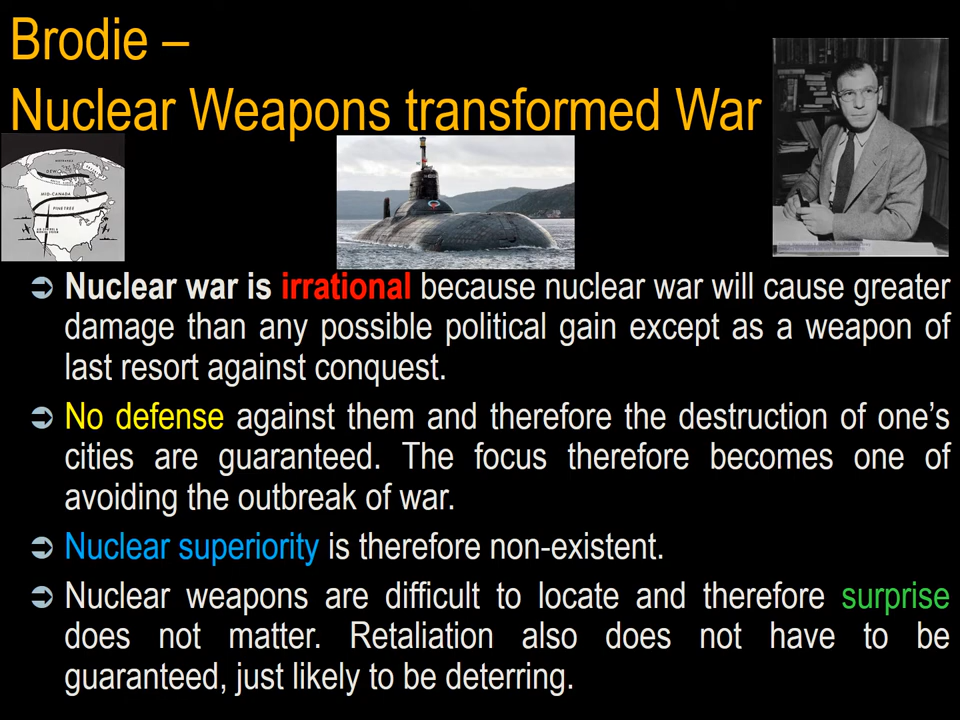 Brodie –
Nuclear Weapons transformed War
DEW
MID-CANADA
PINETREE
Nuclear war is irrational because nuclear war will cause greater
damage than any possible political gain except as a weapon of
last resort against conquest.
No defense against them and therefore the destruction of one’s
cities are guaranteed. The focus therefore becomes one of
avoiding the outbreak of war.
Nuclear superiority is therefore non-existent.
Nuclear weapons are difficult to locate and therefore surprise
does not matter. Retaliation also does not have to be
guaranteed, just likely to be deterring.